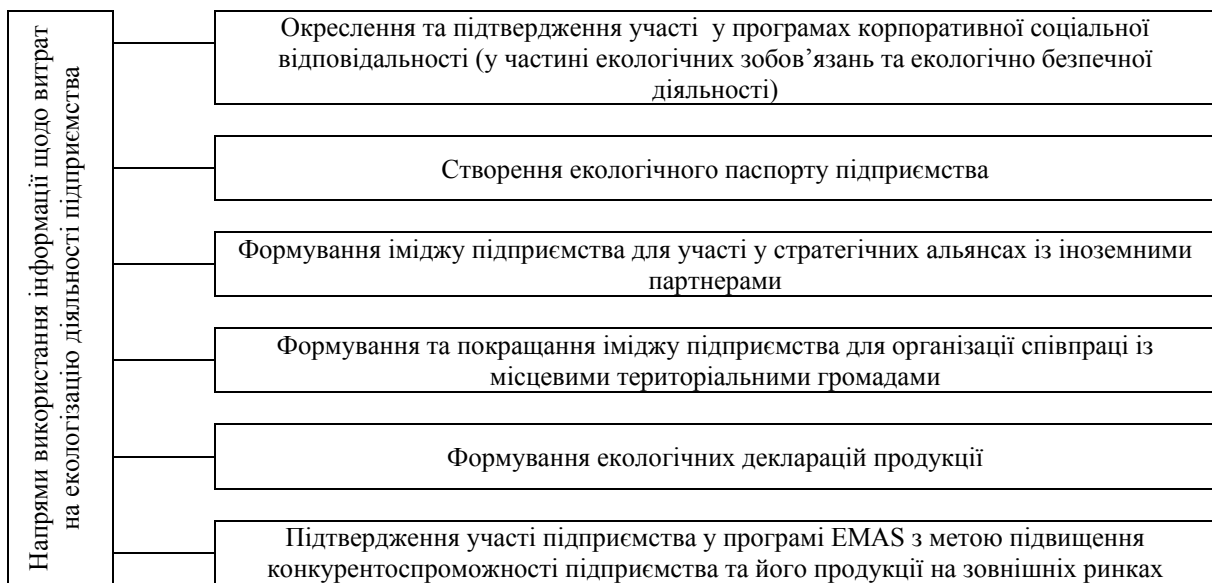 Напрями використання інформації щодо витрат
на екологізацію діяльності підприємства
Окреслення та підтвердження участі у програмах корпоративної соціальної
відповідальності (у частині екологічних зобов’язань та екологічно безпечної
діяльності)
Створення екологічного паспорту підприємства
Формування іміджу підприємства для участі у стратегічних альянсах із іноземними
партнерами
Формування та покращання іміджу підприємства для організації співпраці із
місцевими територіальними громадами
Формування екологічних декларацій продукції
Підтвердження участі підприємства у програмі EMAS з метою підвищення
конкурентоспроможності підприємства та його продукції на зовнішніх ринках